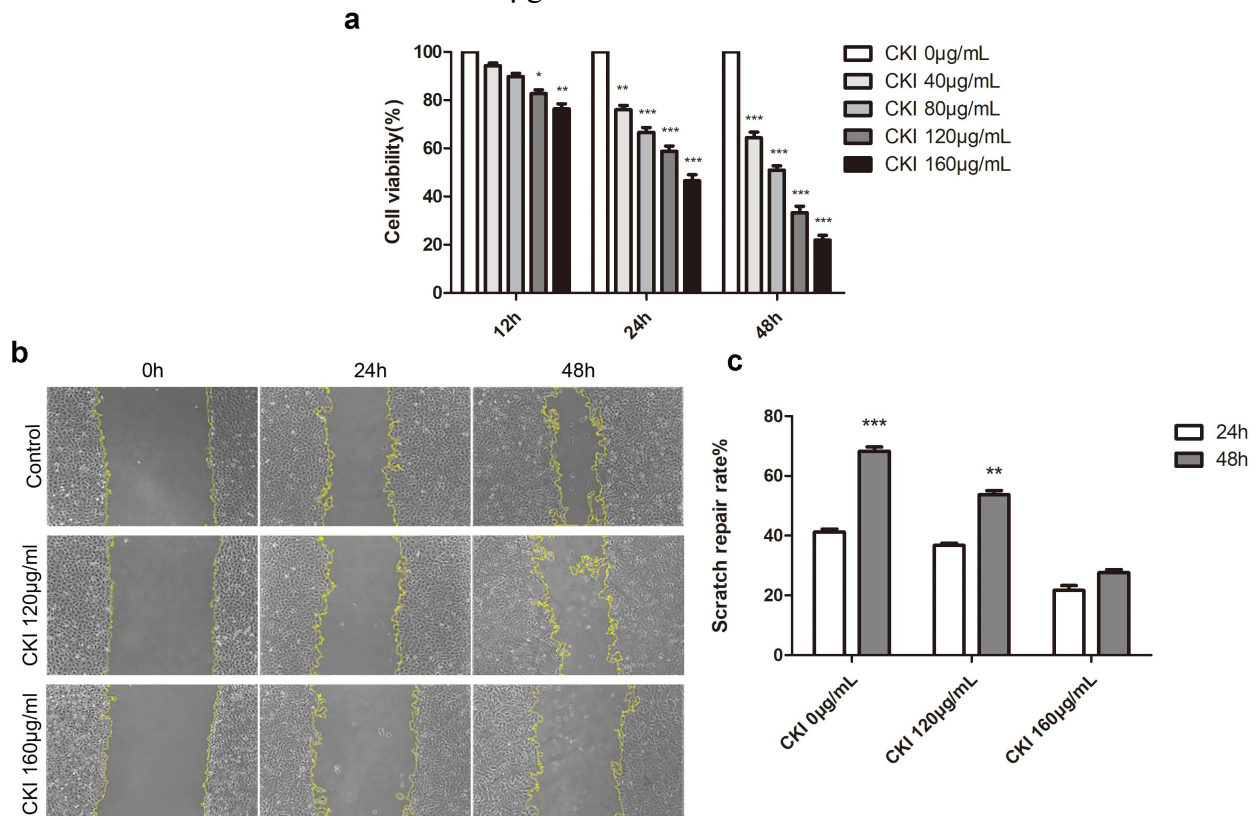 a
100
80
60
40
20
0
Cell viability(%)
*
**
**
***
***
***
***
***
***
***
12h
24h
48h
CKI 0µg/mL
CKI 40µg/mL
CKI 80µg/mL
CKI 120µg/mL
CKI 160µg/mL
b
0h
24h
48h
Control
CKI 120µg/ml
CKI 160µg/ml
c
80
60
40
20
0
Scratch repair rate%
***
**
CKI 0µg/mL
CKI 120µg/mL
CKI 160µg/mL
24h
48h